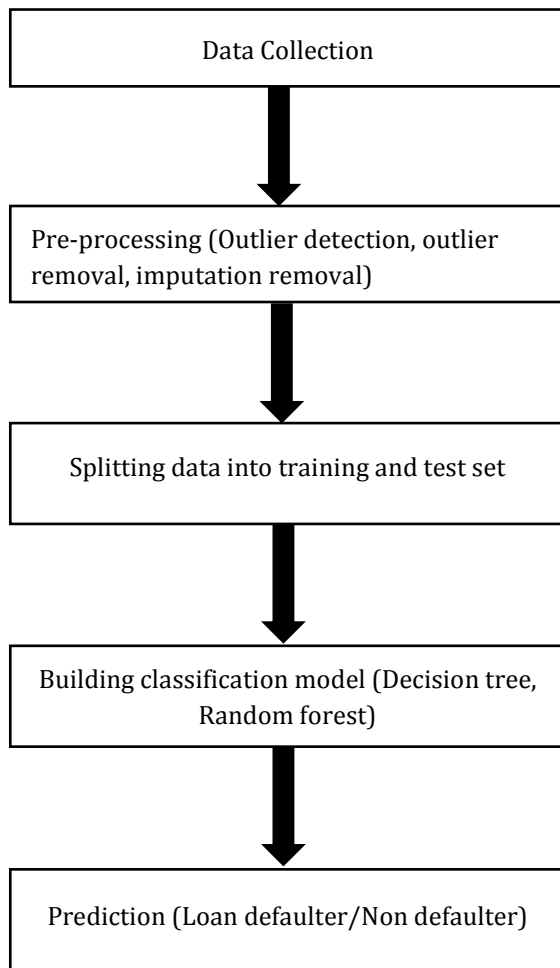 Data Collection
Pre-processing (Outlier detection, outlier
removal, imputation removal)
Splitting data into training and test set
Building classification model (Decision tree,
Random forest)
Prediction (Loan defaulter/Non defaulter)